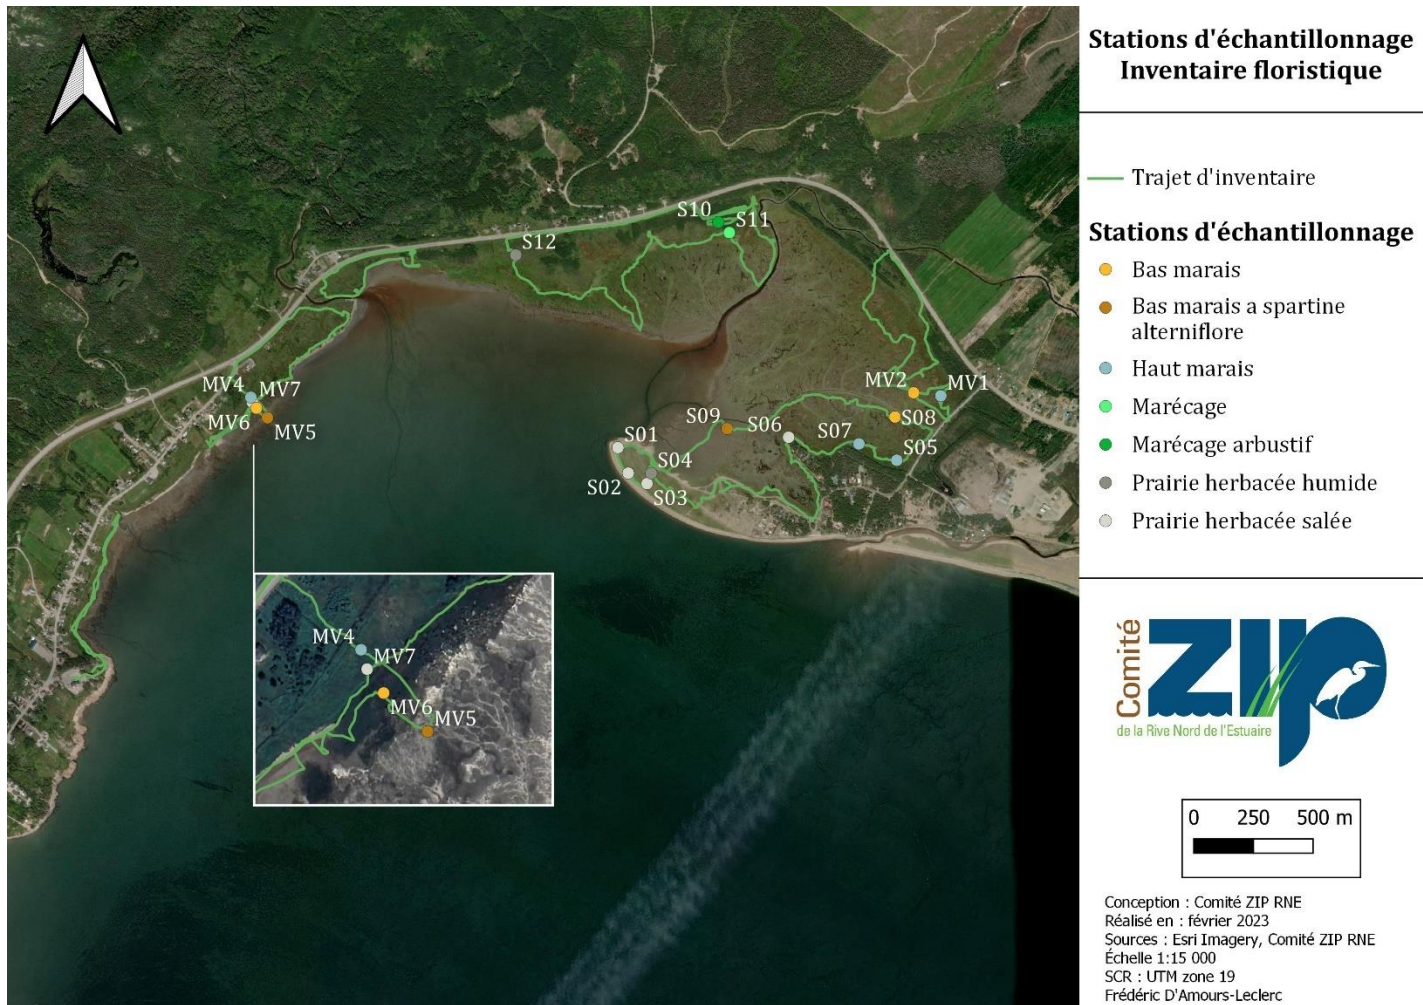 Stations d'échantillonnage
Inventaire floristique
Trajet d'inventaire
Stations d'échantillonnage
Bas marais
Bas marais a spartine
alterniflore
Haut marais
Marécage
Marécage arbustif
Prairie herbacée humide
Prairie herbacée salée
Comité
ZIP
de la Rive Nord de l'Estuaire
0 250 500 m
Conception : Comité ZIP RNE
Réalisé en : février 2023
Sources : Esri Imagery, Comité ZIP RNE
Échelle 1:15 000
SCR : UTM zone 19
Frédéric D'Amours-Leclerc
S10
S11
S12
MV4
MV7
MV6
MV5
MV2
MV1
S08
S09
S06
S07
S05
S01
S04
S02
S03
MV4
MV7
MV6
MV5